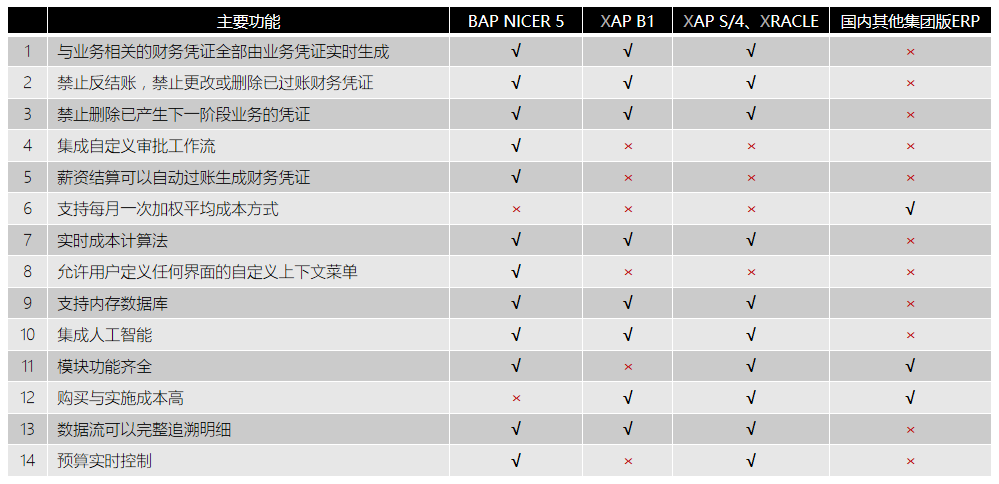 主要功能 BAP NICER 5 XAP B1 XAP S/4、XRACLE 国内其他集团版ERP
1 与业务相关的财务凭证全部由业务凭证实时生成 √ √ √ ×
2 禁止反结账，禁止更改或删除已过账财务凭证 √ √ √ ×
3 禁止删除已产生下一阶段业务的凭证 √ √ √ ×
4 集成自定义审批工作流 √ × × ×
5 薪资结算可以自动过账生成财务凭证 √ × × ×
6 支持每月一次加权平均成本方式 × × × √
7 实时成本计算法 √ √ √ ×
8 允许用户定义任何界面的自定义上下文菜单 √ × × ×
9 支持内存数据库 √ √ √ ×
10 集成人工智能 √ √ √ ×
11 模块功能齐全 √ × √ √
12 购买与实施成本高 × √ √ √
13 数据流可以完整追溯明细 √ √ √ ×
14 预算实时控制 √ × √ ×